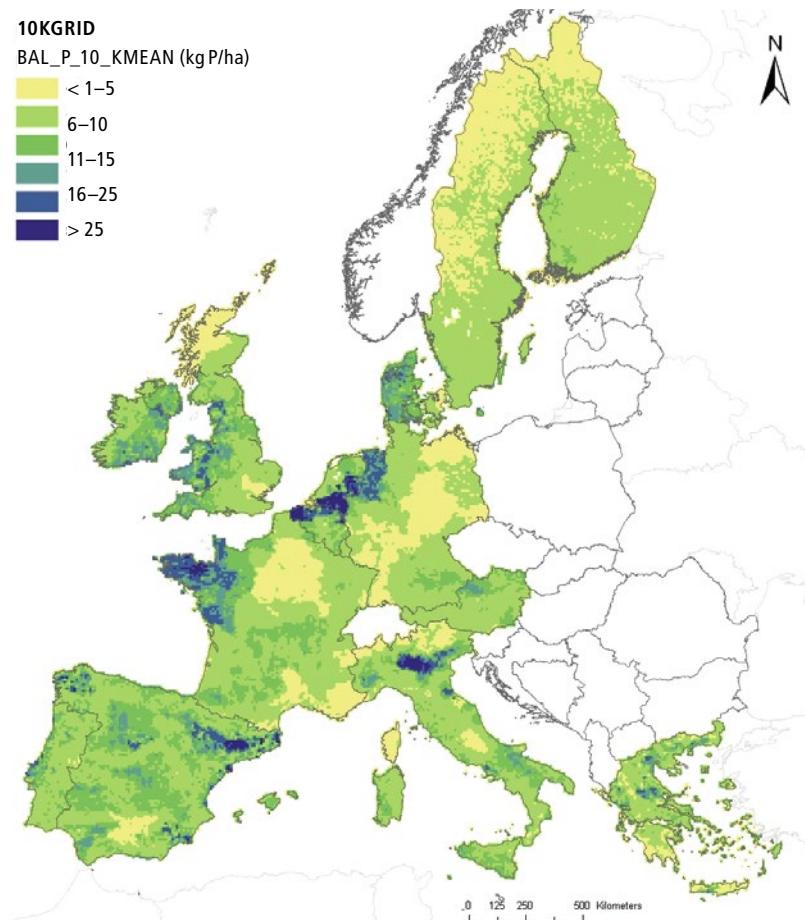 10KGRID
BAL_P_10_KMEAN (kg P/ha)
< 1–5
6–10
11–15
16–25
> 25
N
0 125 250 500 Kilometers